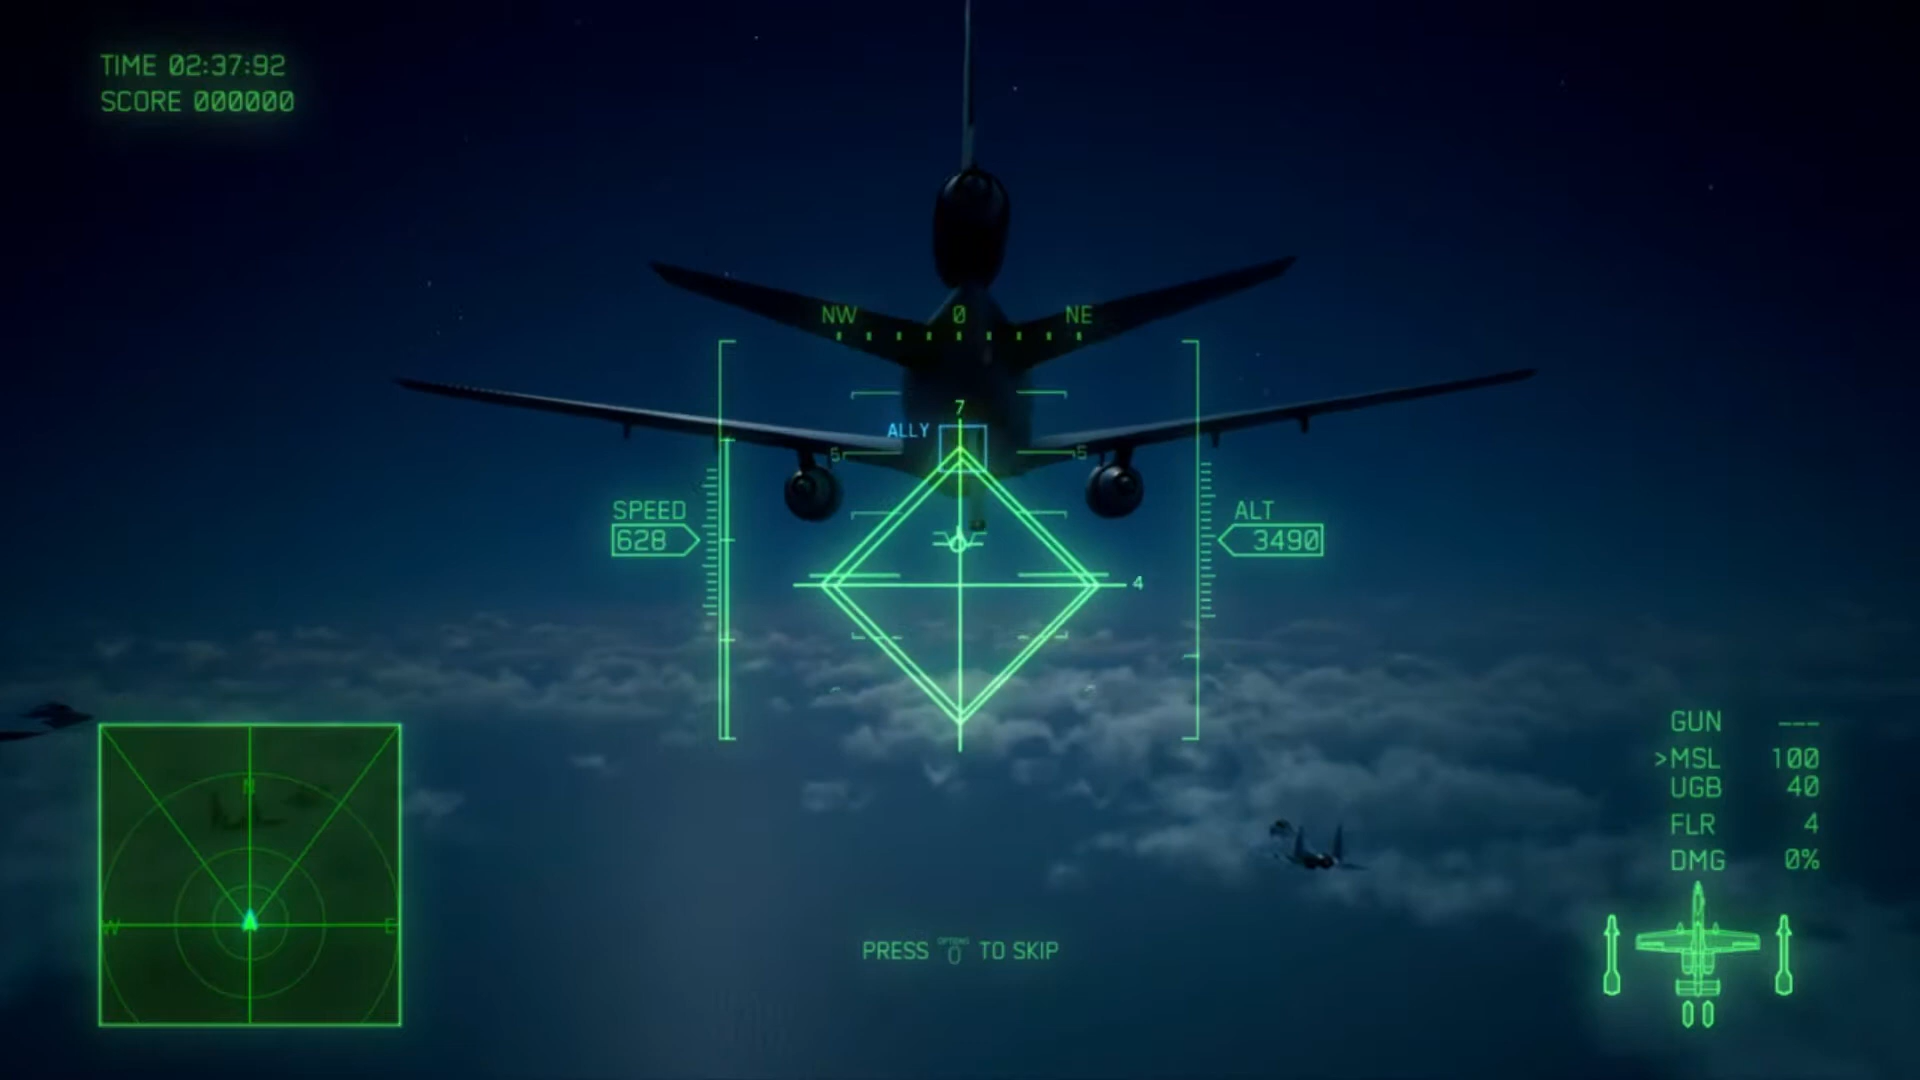 TIME 02:37:92
SCORE 000000
NW 0 NE
7
ALLY
5 5
SPEED
628
ALT
3490
4
GUN ---
>MSL 100
UGB 40
FLR 4
DMG 0%
N
W E
PRESS OPTIONS TO SKIP